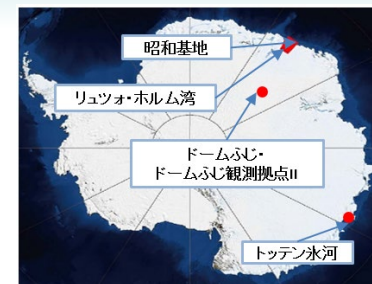 昭和基地
リュツォ・ホルム湾
ドームふじ・
ドームふじ観測拠点II
トッテン氷河